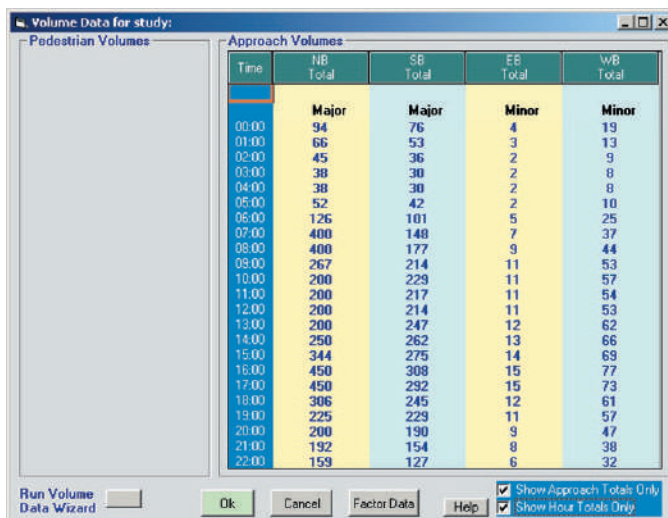 Volume Data for study:
Pedestrian Volumes
Approach Volumes
Time NB Total SB Total EB Total WB Total
Major Major Minor Minor
00:00 94 76 4 19
01:00 66 53 3 13
02:00 45 36 2 9
03:00 38 30 2 8
04:00 38 30 2 8
05:00 52 42 2 10
06:00 126 101 5 25
07:00 400 148 7 37
08:00 400 177 9 44
09:00 267 214 11 53
10:00 200 229 11 57
11:00 200 217 11 54
12:00 200 214 11 53
13:00 200 247 12 62
14:00 250 262 13 66
15:00 344 275 14 69
16:00 450 308 15 77
17:00 450 292 15 73
18:00 306 245 12 61
19:00 225 229 11 57
20:00 200 190 9 47
21:00 192 154 8 38
22:00 159 127 6 32
Run Volume
Data Wizard
Ok
Cancel
Factor Data
Help
Show Approach Totals Only
Show Hour Totals Only